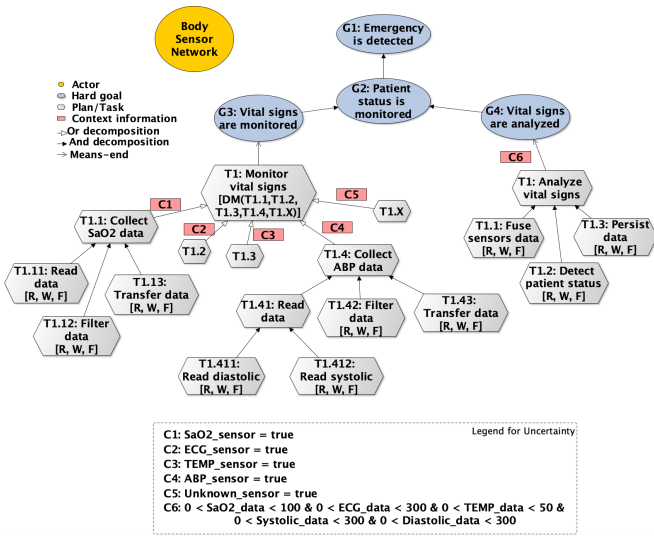 Body
Sensor
Network
G1: Emergency
is detected
G2: Patient
status is
monitored
G3: Vital signs
are monitored
G4: Vital signs
are analyzed
Actor
Hard goal
Plan/Task
Context information
Or decomposition
And decomposition
Means-end
C6
T1: Monitor
vital signs
[DM(T1.1,T1.2,
T1.3,T1.4,T1.X)]
T1: Analyze
vital signs
C1
C2
C3
C4
C5
T1.X
T1.1: Collect
SaO2 data
T1.2
T1.3
T1.4: Collect
ABP data
T1.1: Fuse
sensors data
[R, W, F]
T1.3: Persist
data
[R, W, F]
T1.2: Detect
patient status
[R, W, F]
T1.11: Read
data
[R, W, F]
T1.13:
Transfer data
[R, W, F]
T1.12: Filter
data
[R, W, F]
T1.41: Read
data
T1.42: Filter
data
[R, W, F]
T1.43:
Transfer data
[R, W, F]
T1.411:
Read diastolic
[R, W, F]
T1.412:
Read systolic
[R, W, F]
Legend for Uncertainty
C1: SaO2_sensor = true
C2: ECG_sensor = true
C3: TEMP_sensor = true
C4: ABP_sensor = true
C5: Unknown_sensor = true
C6: 0 < SaO2_data < 100 & 0 < ECG_data < 300 & 0 < TEMP_data < 50 &
0 < Systolic_data < 300 & 0 < Diastolic_data < 300